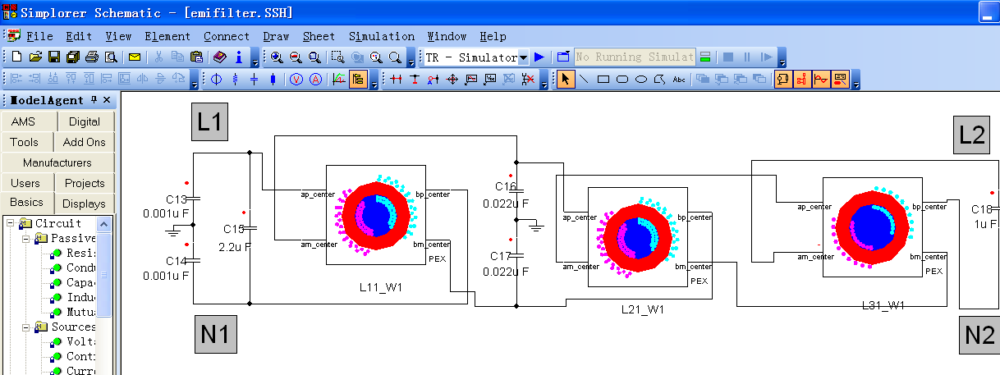 Simplorer Schematic - [emifilter.SSH]
File Edit View Element Connect Draw Sheet Simulation Window Help
TR - Simulator No Running Simulat
Abc
ModelAgent
AMS Digital
Tools Add Ons
Manufacturers
Users Projects
Basics Displays
Circuit
Passive
Resi
Condu
Capac
Induc
Mutua
Sources
Volta
Conti
Curre
L1
L2
C13
0.001u F
C15
2.2u F
C14
0.001u F
N1
ap_center
bp_center
am_center
bm_center
PEX
L11_W1
C16
0.022u F
C17
0.022u F
ap_center
bp_center
am_center
bm_center
PEX
L21_W1
ap_center
bp_center
am_center
bm_center
PEX
L31_W1
C18
1u F
N2